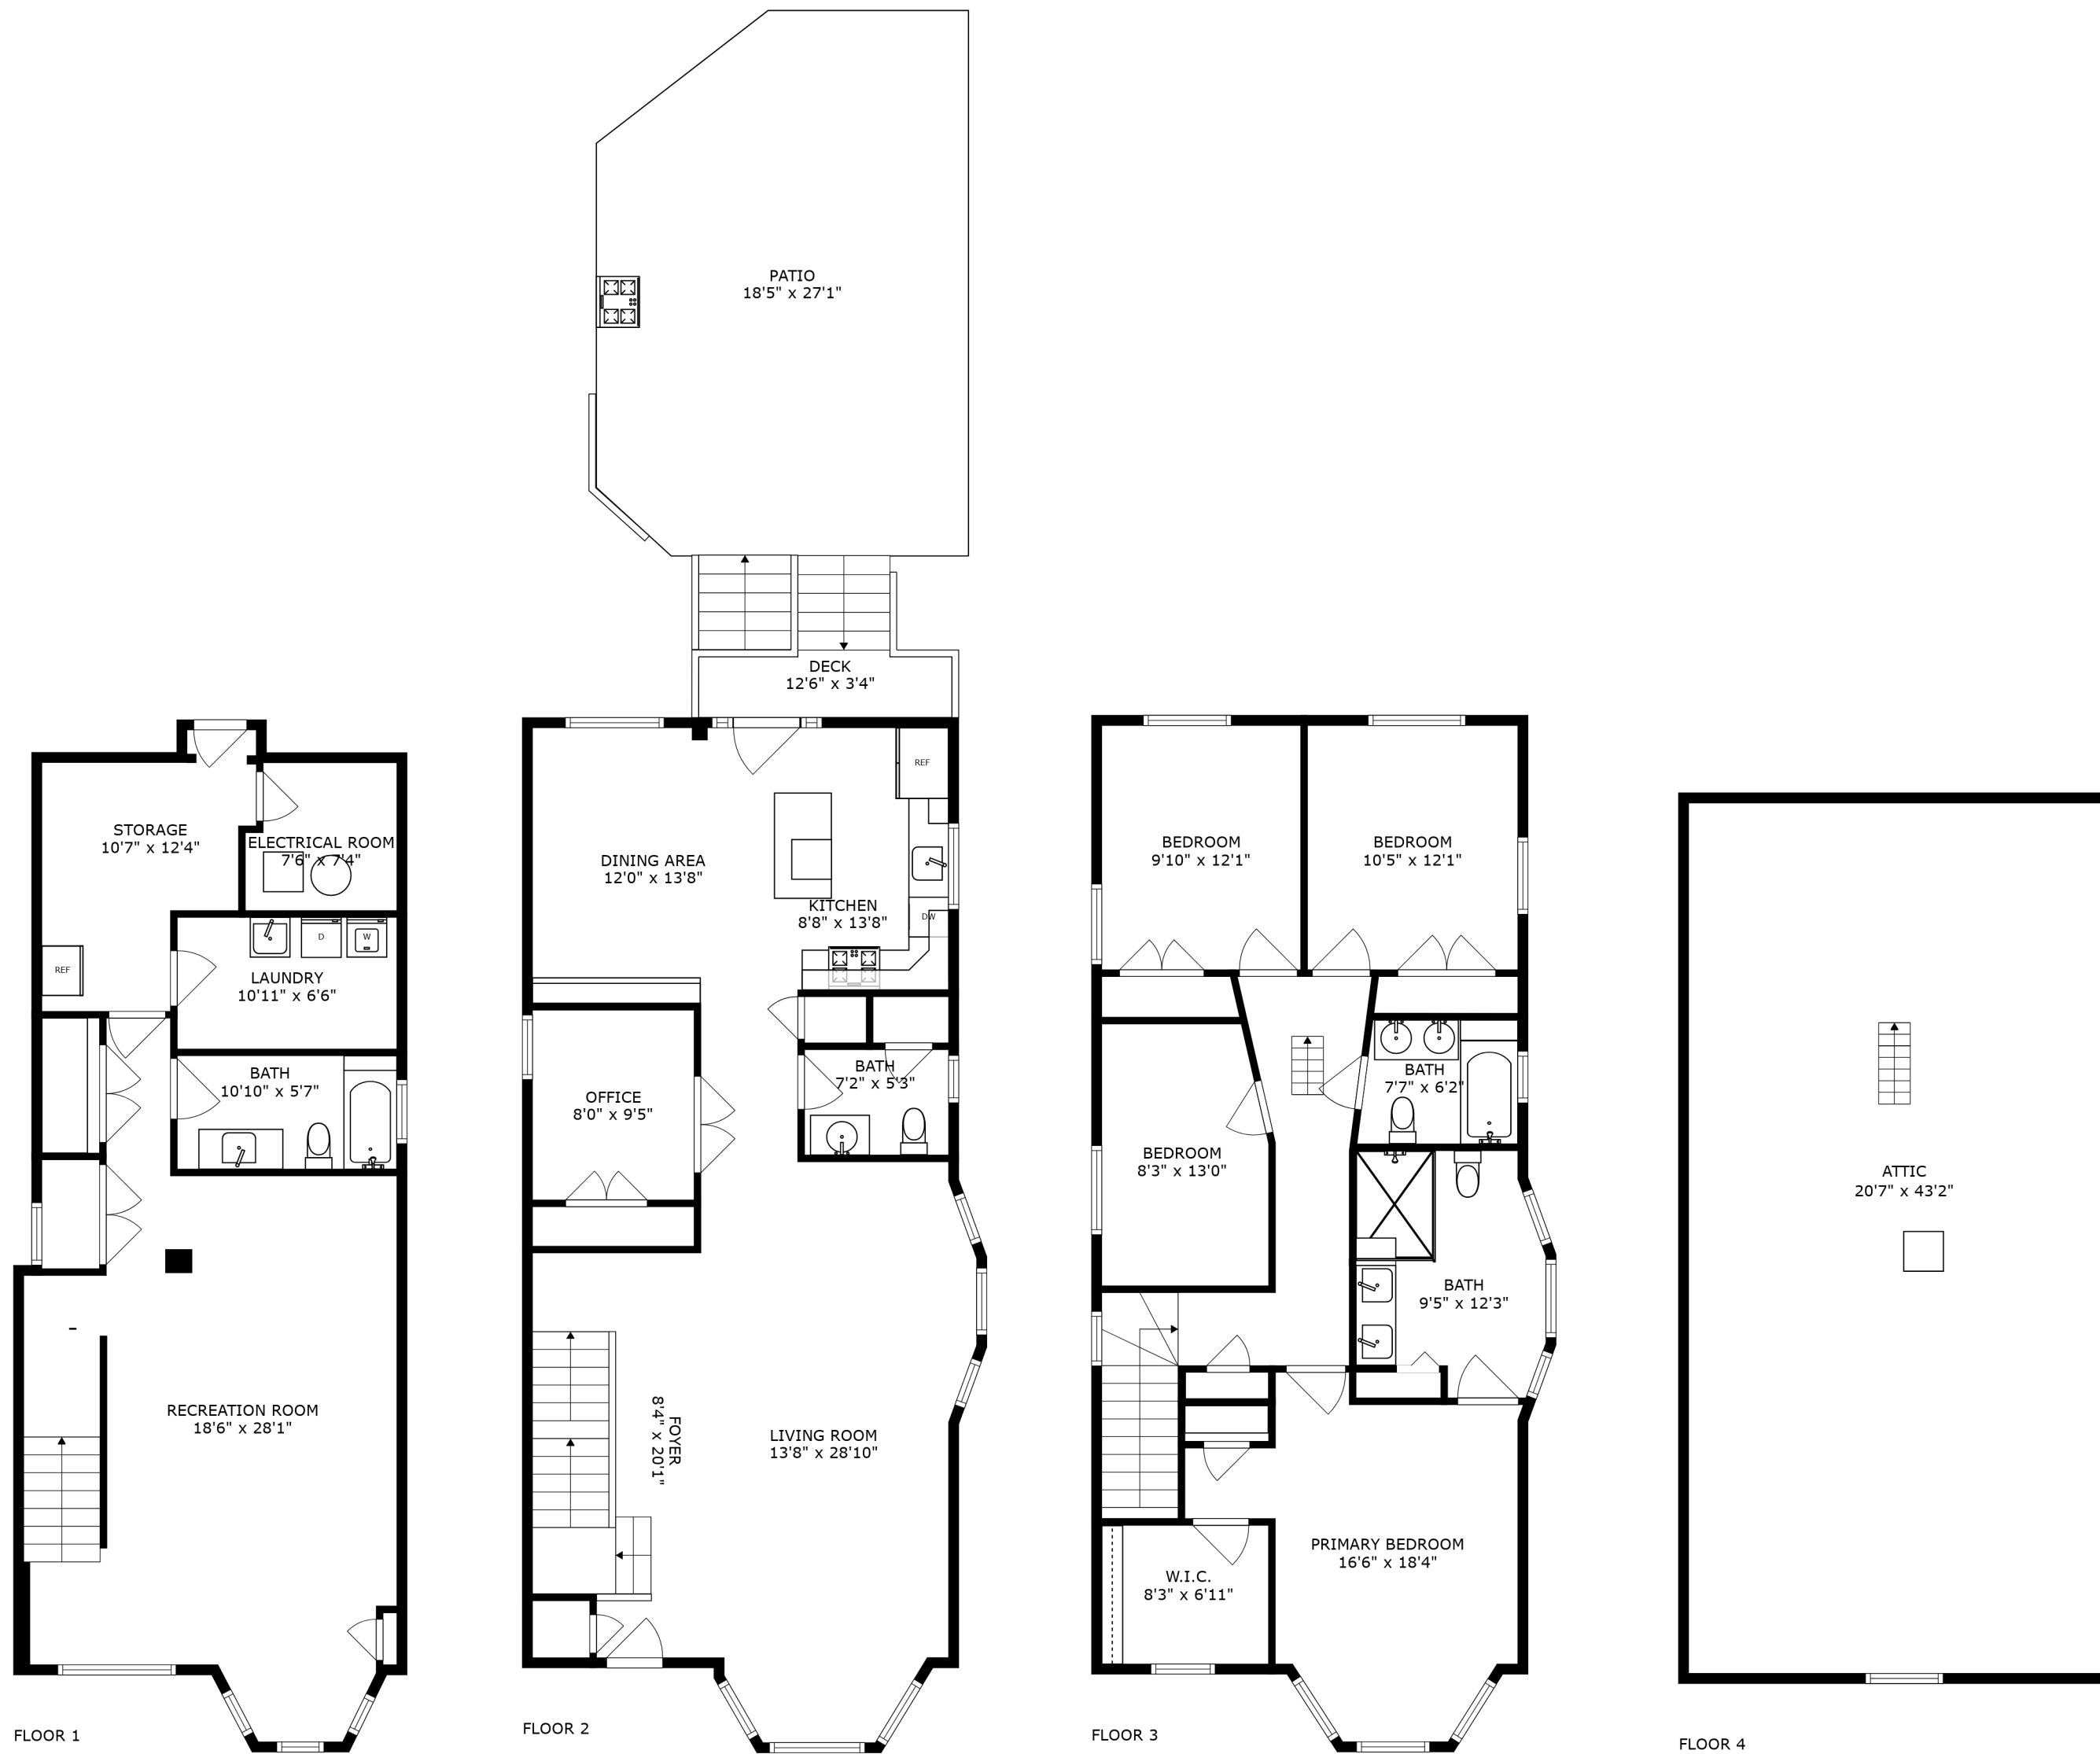 STORAGE
10'7" x 12'4"
ELECTRICAL ROOM
7'6" x 7'4"
REF
D
W
LAUNDRY
10'11" x 6'6"
BATH
10'10" x 5'7"
RECREATION ROOM
18'6" x 28'1"
FLOOR 1
PATIO
18'5" x 27'1"
DECK
12'6" x 3'4"
REF
DINING AREA
12'0" x 13'8"
KITCHEN
8'8" x 13'8"
DW
BATH
7'2" x 5'3"
OFFICE
8'0" x 9'5"
FOYER
8'4" x 20'1"
LIVING ROOM
13'8" x 28'10"
FLOOR 2
BEDROOM
9'10" x 12'1"
BEDROOM
10'5" x 12'1"
BATH
7'7" x 6'2"
BEDROOM
8'3" x 13'0"
BATH
9'5" x 12'3"
PRIMARY BEDROOM
16'6" x 18'4"
W.I.C.
8'3" x 6'11"
FLOOR 3
ATTIC
20'7" x 43'2"
FLOOR 4